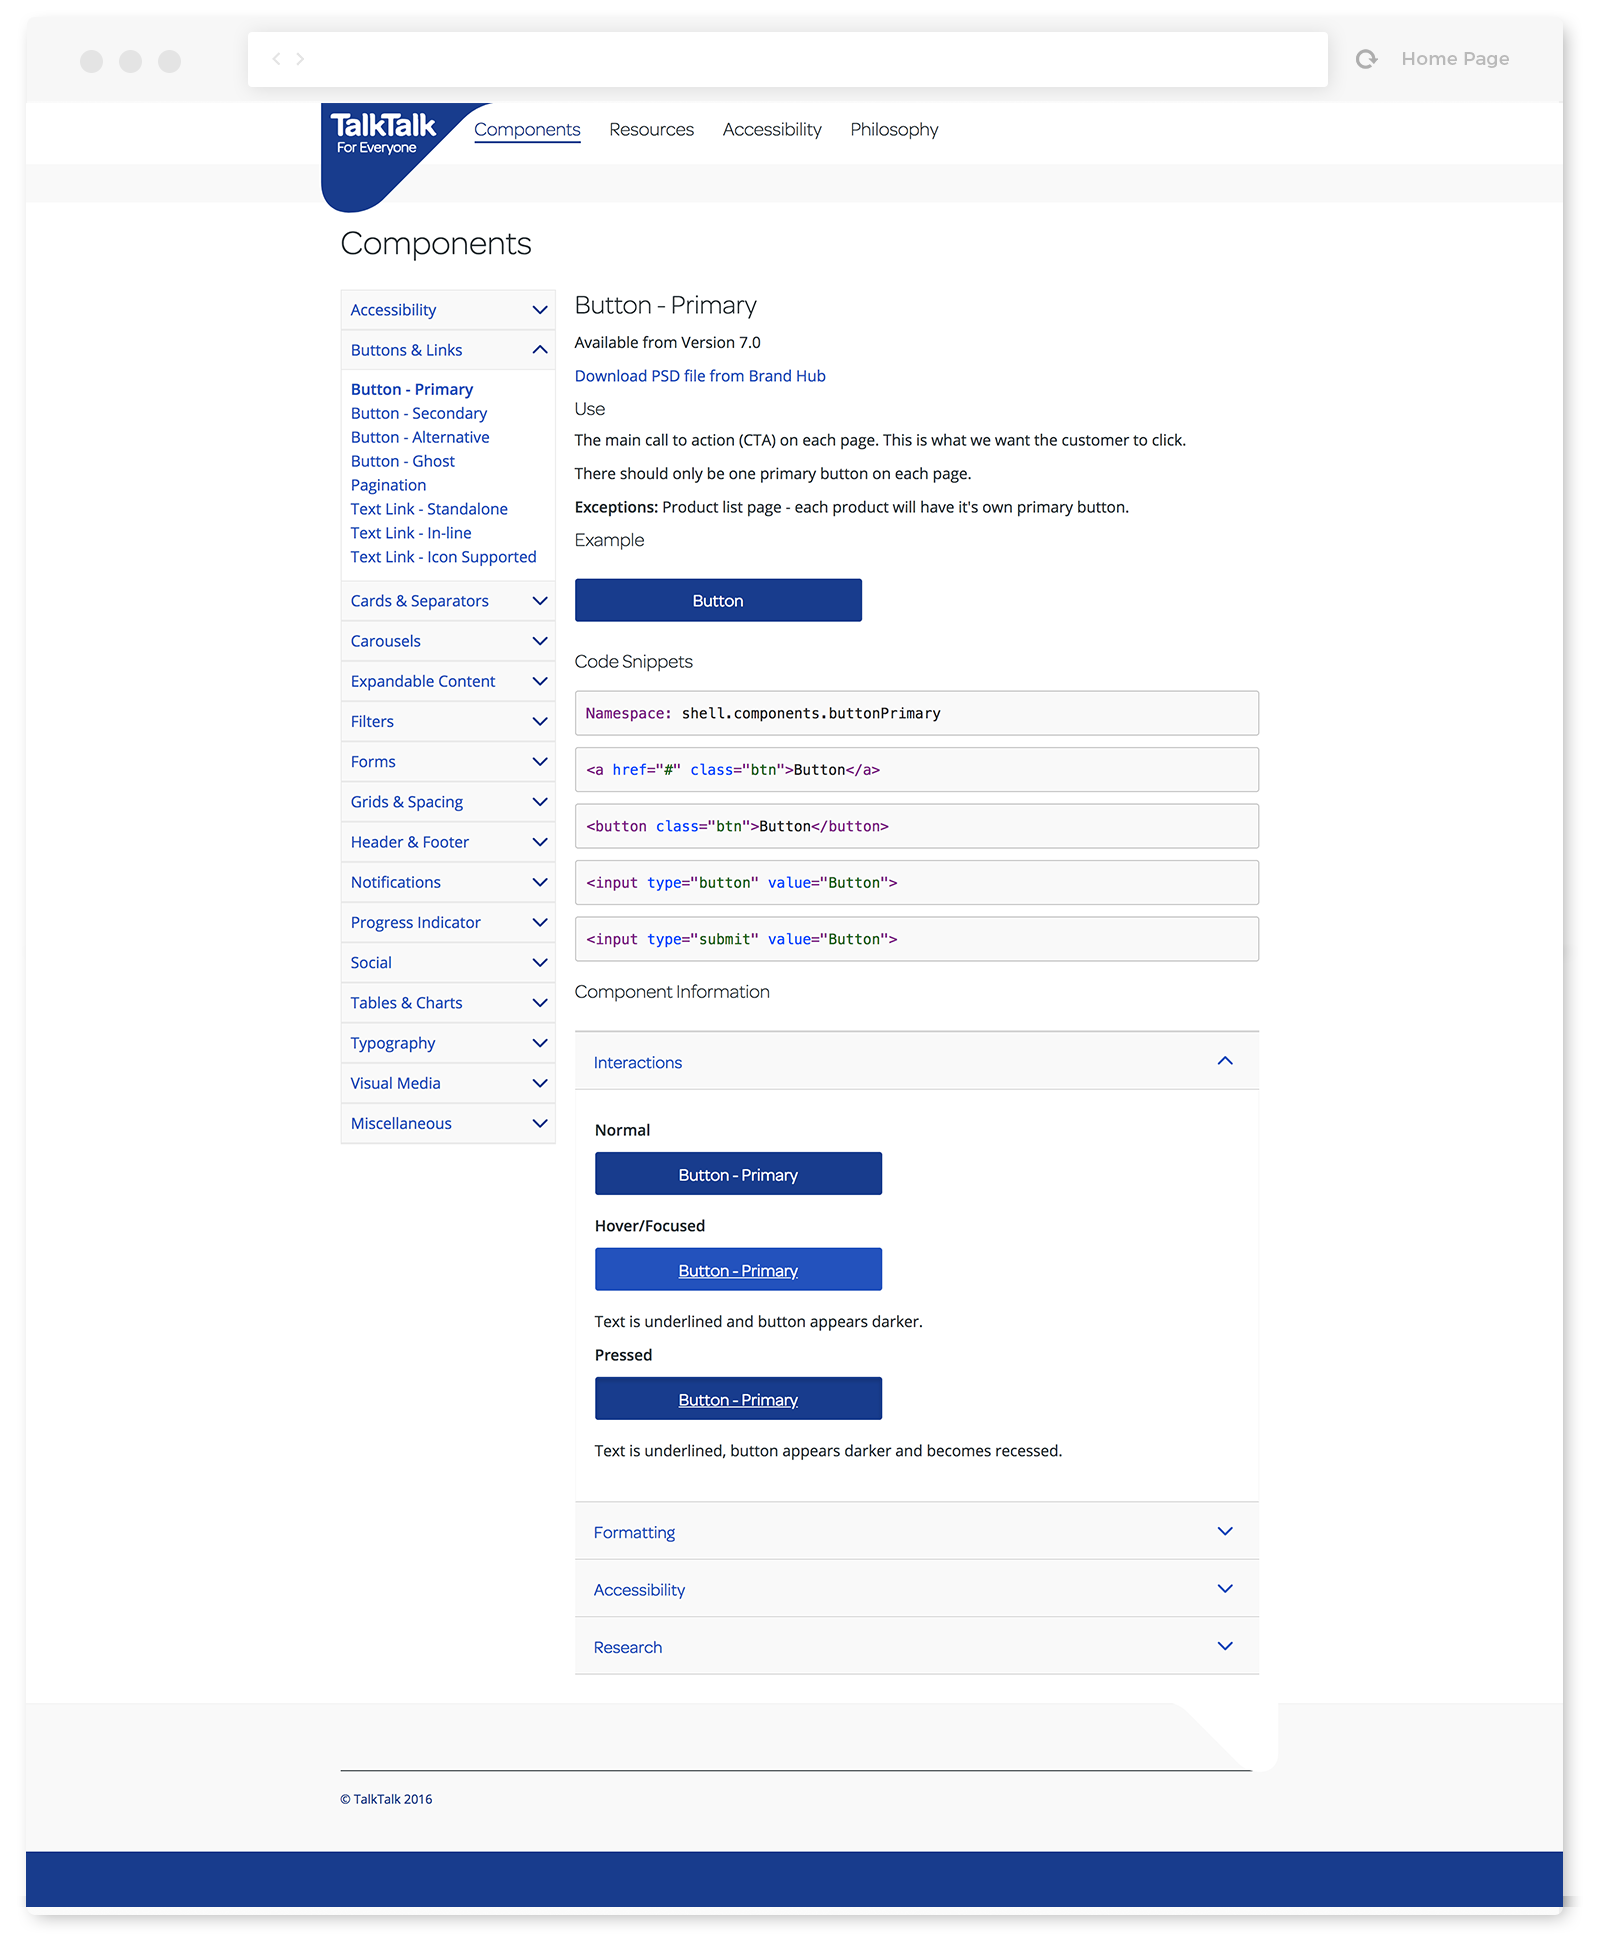 Home Page
TalkTalk
For Everyone
Components
Resources
Accessibility
Philosophy
Components
Accessibility
Buttons & Links
Button - Primary
Button - Secondary
Button - Alternative
Button - Ghost
Pagination
Text Link - Standalone
Text Link - In-line
Text Link - Icon Supported
Cards & Separators
Carousels
Expandable Content
Filters
Forms
Grids & Spacing
Header & Footer
Notifications
Progress Indicator
Social
Tables & Charts
Typography
Visual Media
Miscellaneous
Button - Primary
Available from Version 7.0
Download PSD file from Brand Hub
Use
The main call to action (CTA) on each page. This is what we want the customer to click.
There should only be one primary button on each page.
Exceptions: Product list page - each product will have it's own primary button.
Example
Button
Code Snippets
Namespace: shell.components.buttonPrimary
<a href="#" class="btn">Button</a>
<button class="btn">Button</button>
<input type="button" value="Button">
<input type="submit" value="Button">
Component Information
Interactions
Normal
Button - Primary
Hover/Focused
Button - Primary
Text is underlined and button appears darker.
Pressed
Button - Primary
Text is underlined, button appears darker and becomes recessed.
Formatting
Accessibility
Research
© TalkTalk 2016